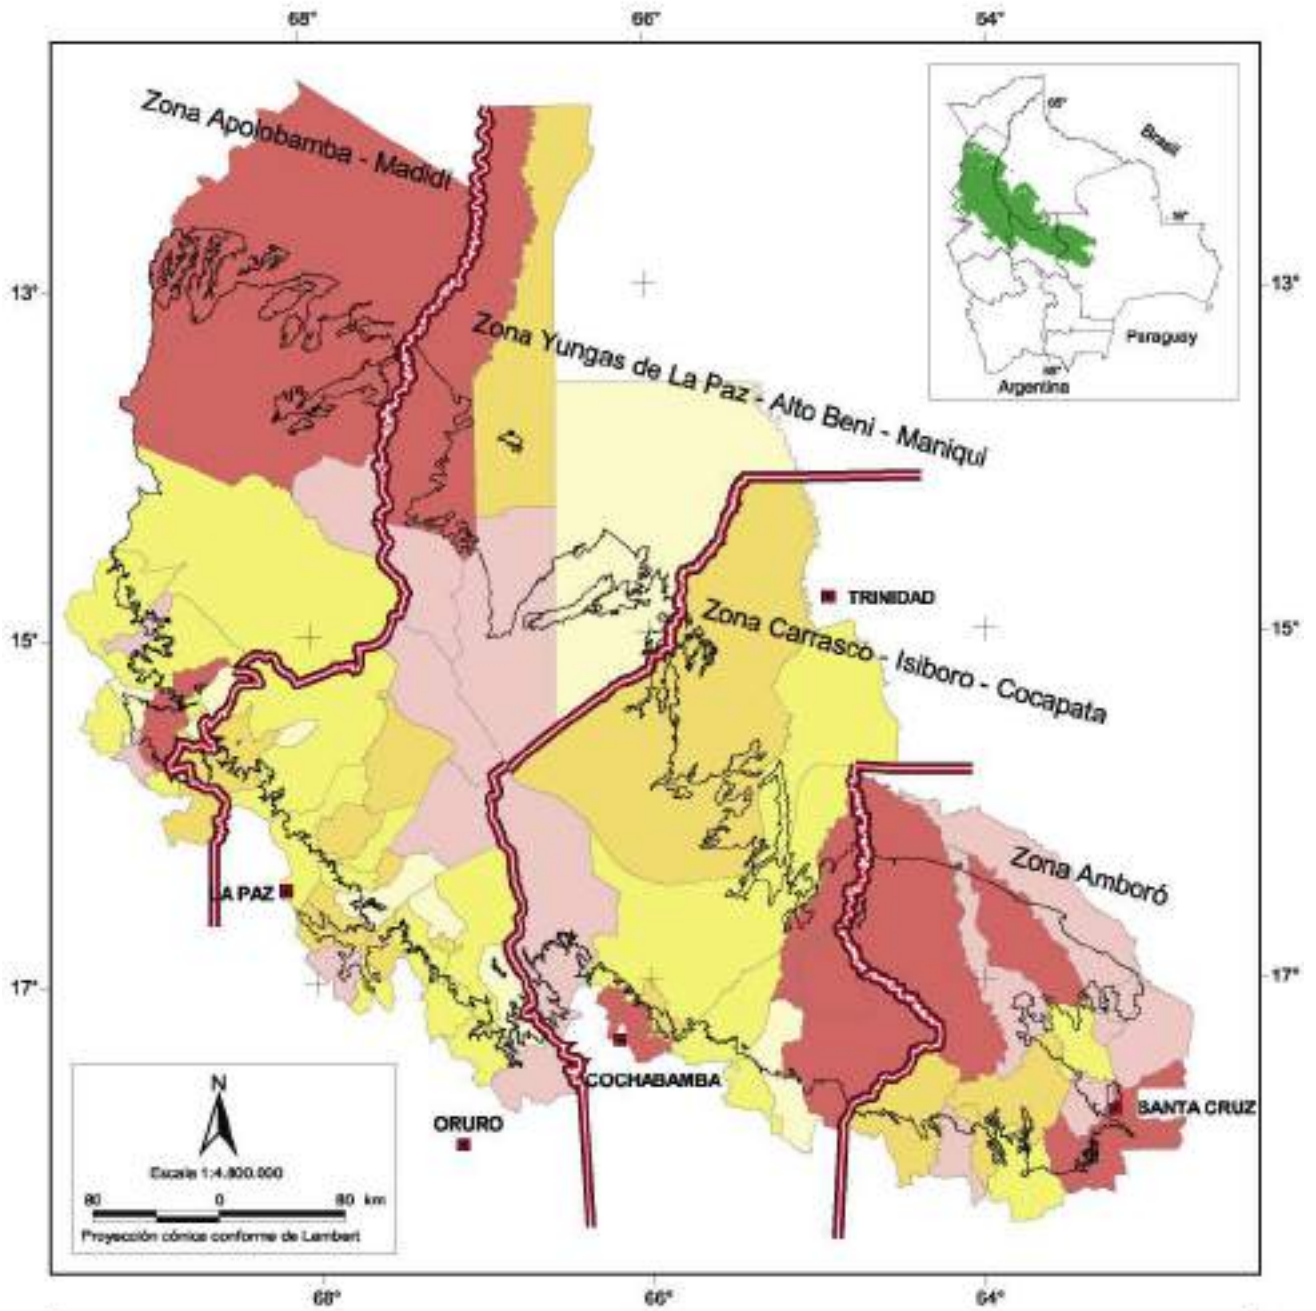 68° 66° 64°
Zona Apolobamba - Madidi
66°
Brasil
59°
13° 13°
Zona Yungas de La Paz - Alto Beni - Maniqui
Paraguay
Argentina
TRINIDAD
15° 15°
Zona Carrasco - Isiboro - Cocapata
Zona Amboró
LA PAZ
17° 17°
COCHABAMBA
SANTA CRUZ
ORURO
N
Escala 1:4.800.000
80 0 80 km
Proyección cónica conforme de Lambert
68° 66° 64°